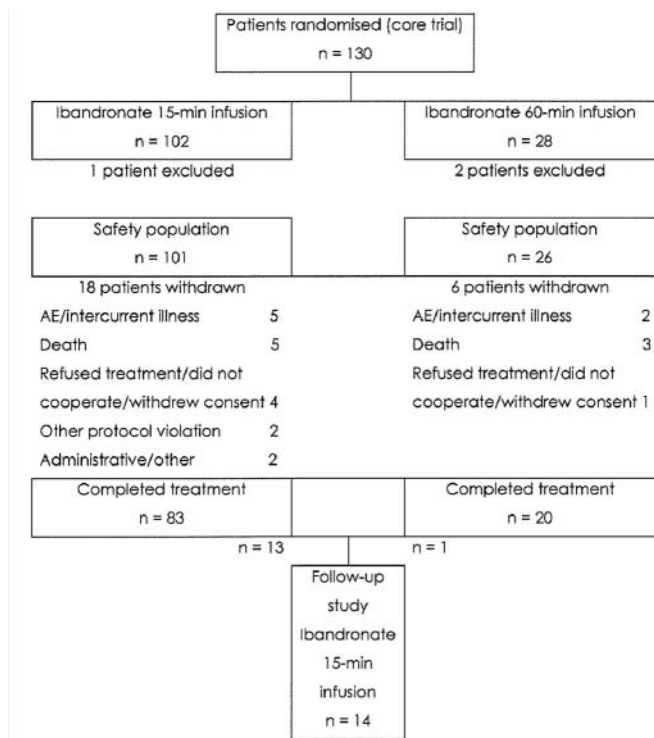 Patients randomised (core trial)
n = 130
Ibandronate 15-min infusion
n = 102
1 patient excluded
Ibandronate 60-min infusion
n = 28
2 patients excluded
Safety population
n = 101
18 patients withdrawn
AE/intercurrent illness 5
Death 5
Refused treatment/did not
cooperate/withdrew consent 4
Other protocol violation 2
Administrative/other 2
Safety population
n = 26
6 patients withdrawn
AE/intercurrent illness 2
Death 3
Refused treatment/did not
cooperate/withdrew consent 1
Completed treatment
n = 83
n = 13
Completed treatment
n = 20
n = 1
Follow-up
study
Ibandronate
15-min
infusion
n = 14